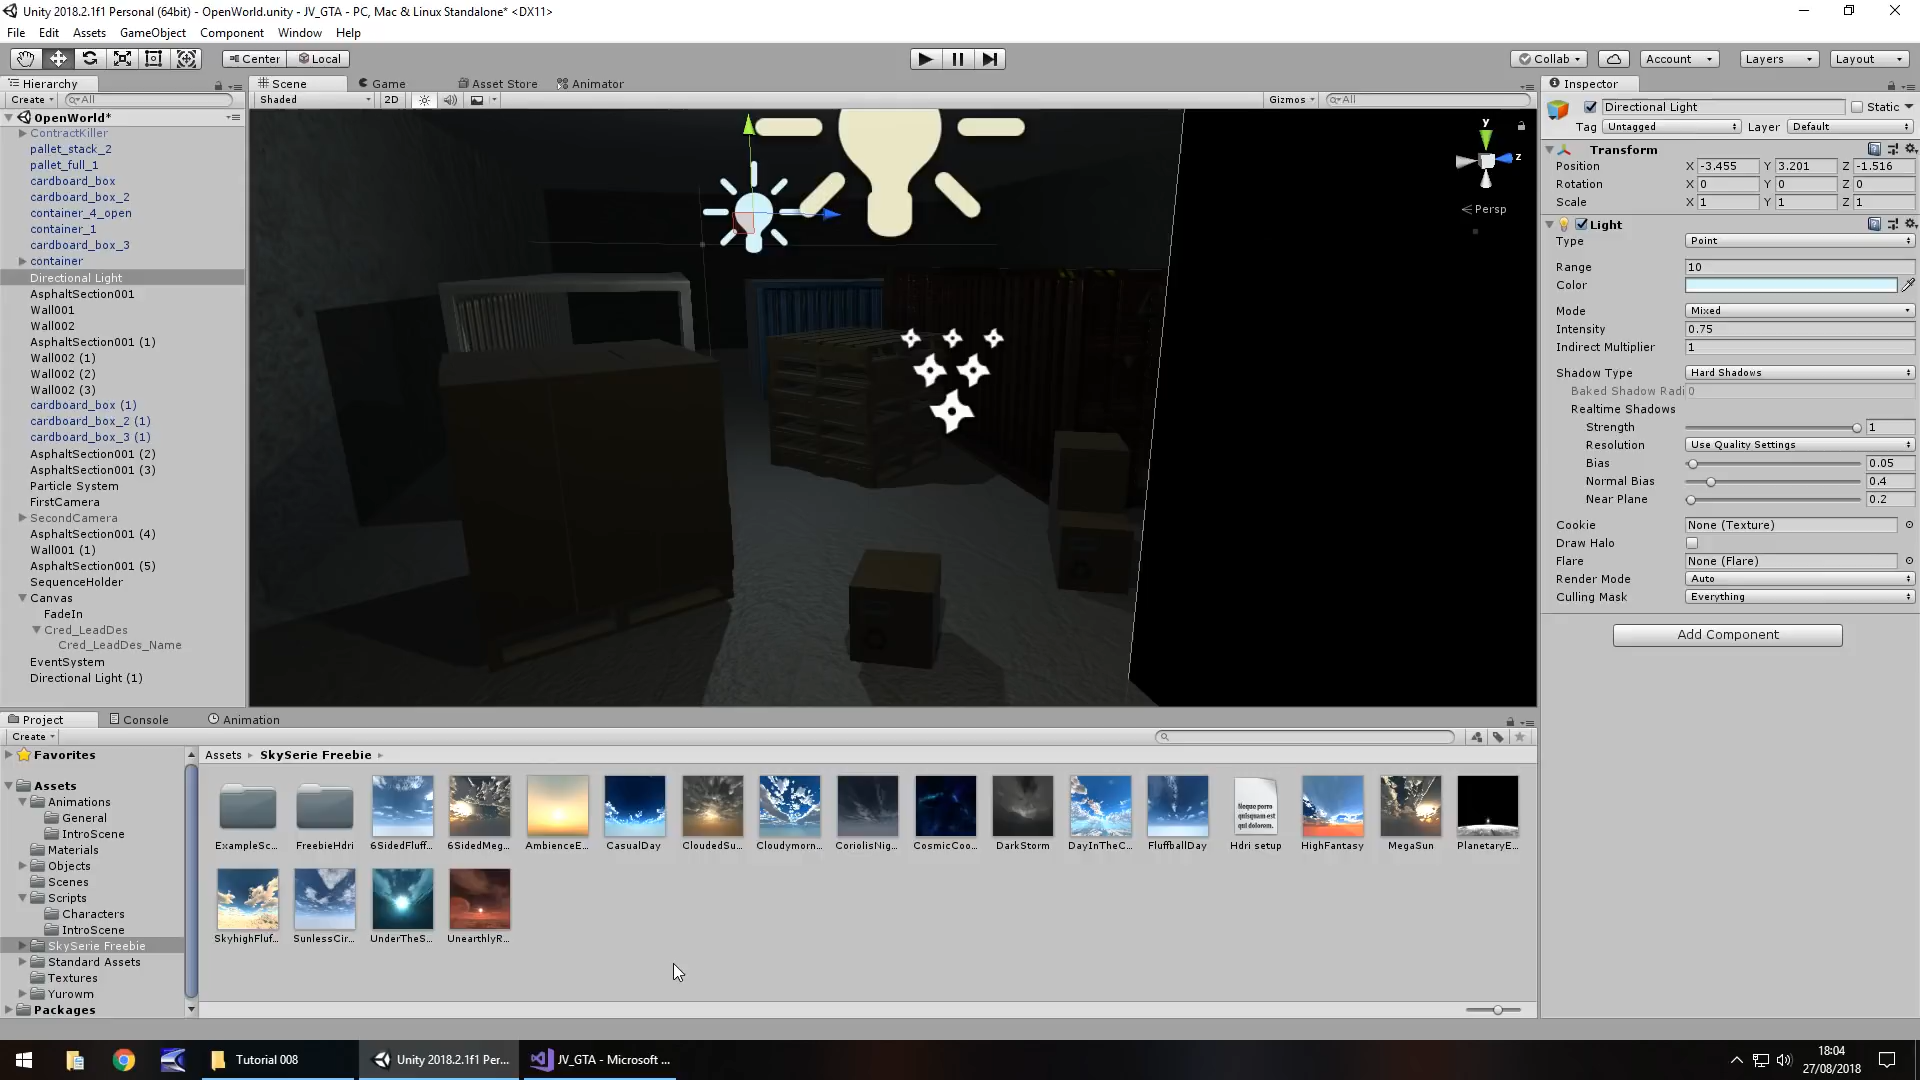 Unity 2018.2.1f1 Personal (64bit) - OpenWorld.unity - JV_GTA - PC, Mac & Linux Standalone* <DX11>
File Edit Assets GameObject Component Window Help
Center Local Collab Account Layers Layout
Hierarchy
Create All
OpenWorld*
ContractKiller
pallet_stack_2
pallet_full_1
cardboard_box
cardboard_box_2
container_4_open
container_1
cardboard_box_3
container
Directional Light
AsphaltSection001
Wall001
Wall002
AsphaltSection001 (1)
Wall002 (1)
Wall002 (2)
Wall002 (3)
cardboard_box (1)
cardboard_box_2 (1)
cardboard_box_3 (1)
AsphaltSection001 (2)
AsphaltSection001 (3)
Particle System
FirstCamera
SecondCamera
AsphaltSection001 (4)
Wall001 (1)
AsphaltSection001 (5)
SequenceHolder
Canvas
FadeIn
Cred_LeadDes
Cred_LeadDes_Name
EventSystem
Directional Light (1)
Scene Game Asset Store Animator
Shaded 2D Gizmos All
y
z
Persp
Inspector
Directional Light Static
Tag Untagged Layer Default
Transform
Position X -3.455 Y 3.201 Z -1.516
Rotation X 0 Y 0 Z 0
Scale X 1 Y 1 Z 1
Light
Type Point
Range 10
Color
Mode Mixed
Intensity 0.75
Indirect Multiplier 1
Shadow Type Hard Shadows
Baked Shadow Radi 0
Realtime Shadows
Strength 1
Resolution Use Quality Settings
Bias 0.05
Normal Bias 0.4
Near Plane 0.2
Cookie None (Texture)
Draw Halo
Flare None (Flare)
Render Mode Auto
Culling Mask Everything
Add Component
Project Console Animation
Create
Favorites
Assets
Animations
General
IntroScene
Materials
Objects
Scenes
Scripts
Characters
IntroScene
SkySerie Freebie
Standard Assets
Textures
Yurowm
Packages
Assets SkySerie Freebie
Neque porro quisquam est qui dolorem.
ExampleSc... FreebieHdri 6SidedFluff... 6SidedMeg... AmbienceE... CasualDay CloudedSu... Cloudymorn... CoriolisNig... CosmicCoo... DarkStorm DayInTheC... FluffballDay Hdri setup HighFantasy MegaSun PlanetaryE...
SkyhighFluf... SunlessCir... UnderTheS... UnearthlyR...
Tutorial 008 Unity 2018.2.1f1 Per... JV_GTA - Microsoft ...
18:04
27/08/2018